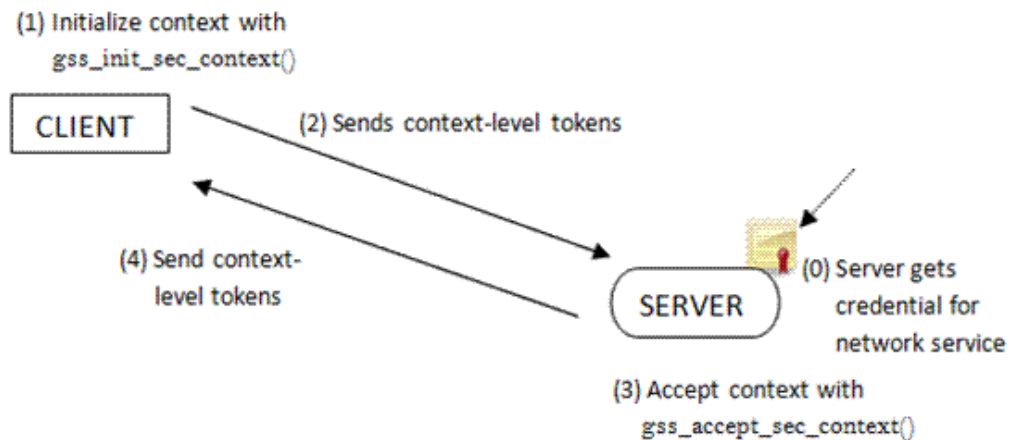 (1) Initialize context with
gss_init_sec_context()
CLIENT
(2) Sends context-level tokens
(4) Send context-
level tokens
(0) Server gets
credential for
network service
SERVER
(3) Accept context with
gss_accept_sec_context()